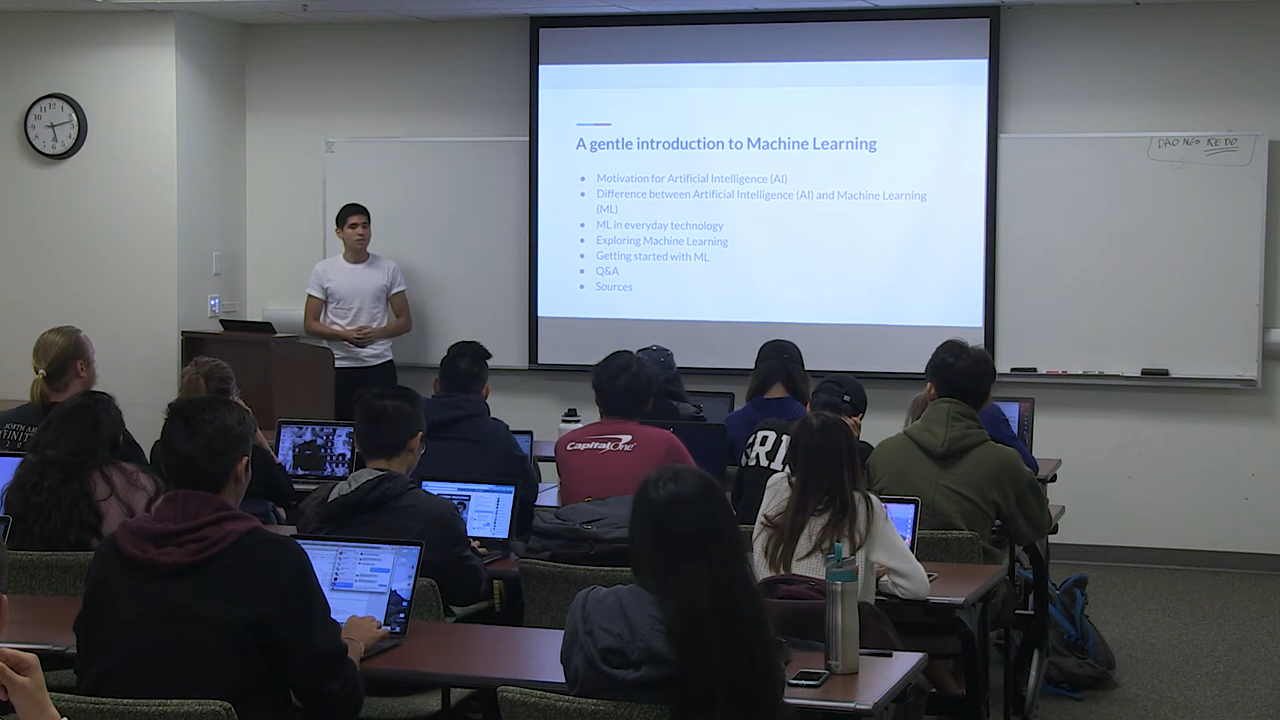 DAO NGO REDO
A gentle introduction to Machine Learning
● Motivation for Artificial Intelligence (AI)
● Difference between Artificial Intelligence (AI) and Machine Learning
(ML)
● ML in everyday technology
● Exploring Machine Learning
● Getting started with ML
● Q&A
● Sources
Capital One